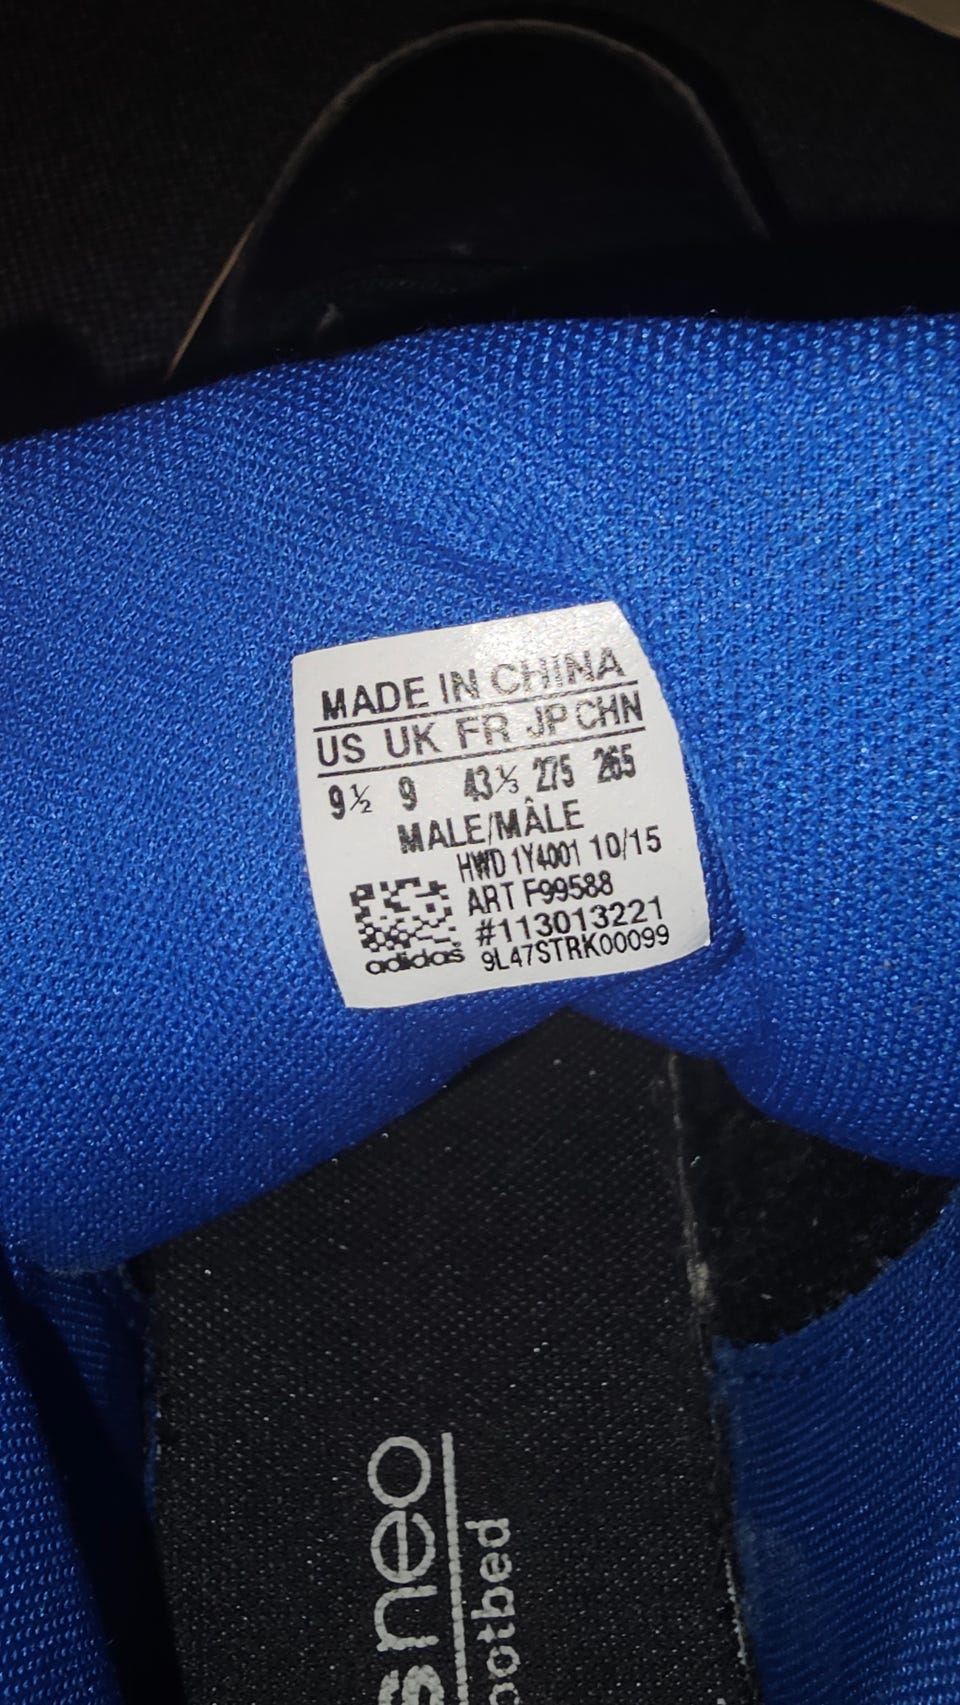 MADE IN CHINA
US UK FR JP CHN
9½ 9 43⅓ 275 265
MALE/MÂLE
HWD 1Y4001 10/15
ART F99588
#113013221
9L47STRK00099
adidas
sneo
ootbed